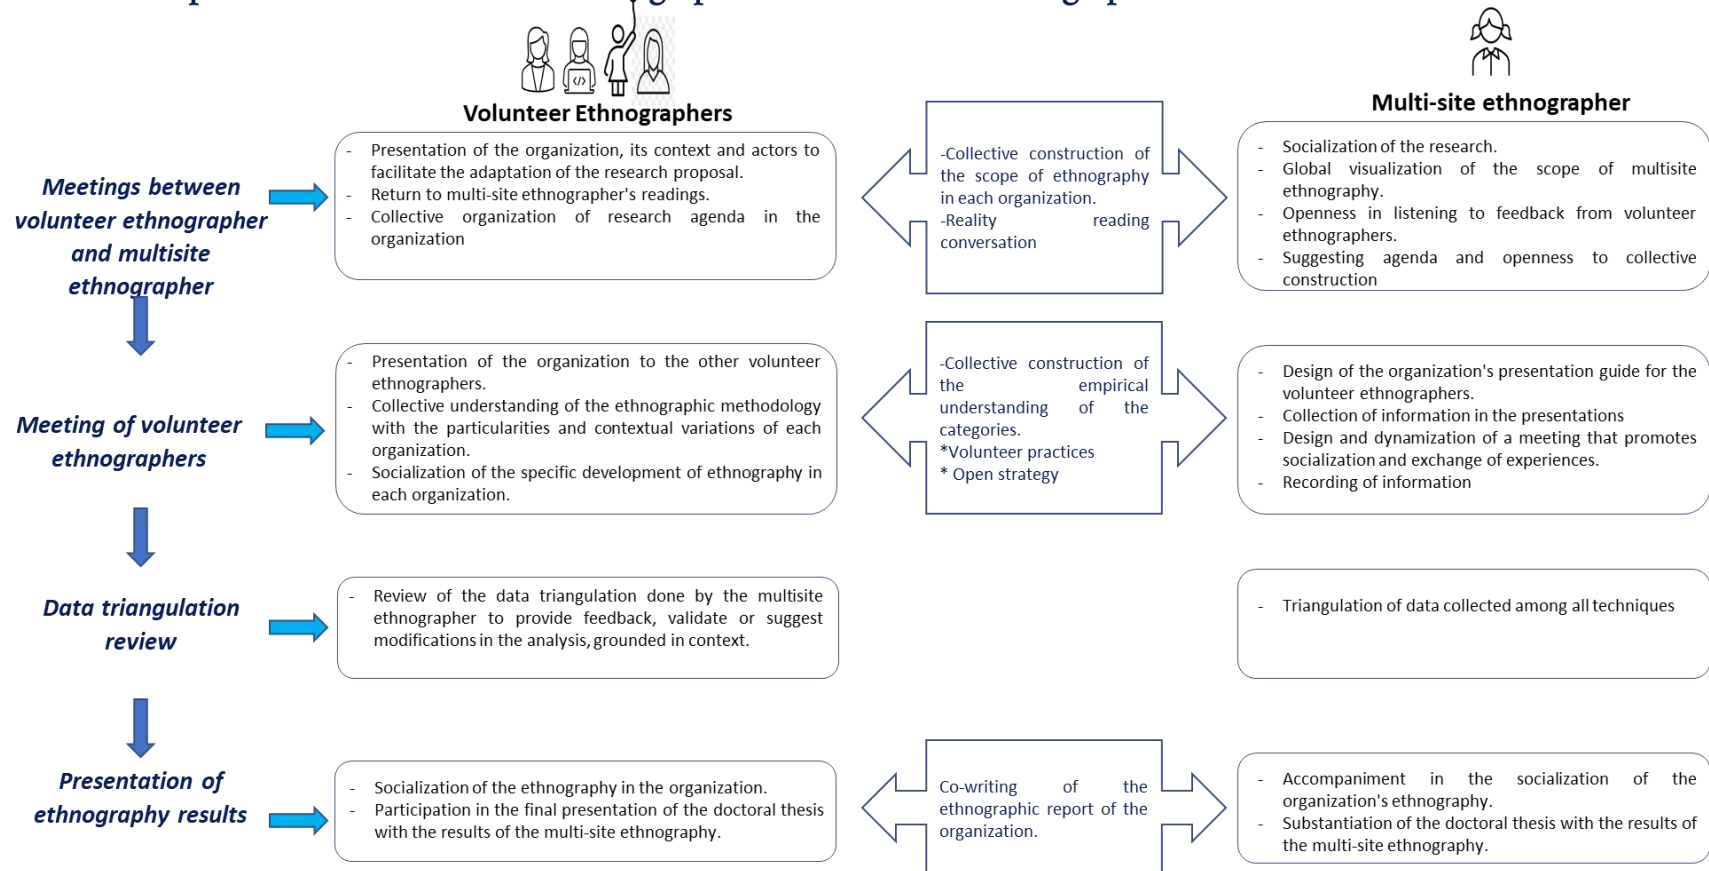 Volunteer Ethnographers
Multi-site ethnographer
Meetings between
volunteer ethnographer
and multisite
ethnographer
- Presentation of the organization, its context and actors to
facilitate the adaptation of the research proposal.
- Return to multi-site ethnographer's readings.
- Collective organization of research agenda in the
organization
-Collective construction of
the scope of ethnography
in each organization.
-Reality reading
conversation
- Socialization of the research.
- Global visualization of the scope of multisite
ethnography.
- Openness in listening to feedback from volunteer
ethnographers.
- Suggesting agenda and openness to collective
construction
Meeting of volunteer
ethnographers
- Presentation of the organization to the other volunteer
ethnographers.
- Collective understanding of the ethnographic methodology
with the particularities and contextual variations of each
organization.
- Socialization of the specific development of ethnography in
each organization.
-Collective construction of
the empirical
understanding of the
categories.
*Volunteer practices
* Open strategy
- Design of the organization's presentation guide for the
volunteer ethnographers.
- Collection of information in the presentations
- Design and dynamization of a meeting that promotes
socialization and exchange of experiences.
- Recording of information
Data triangulation
review
- Review of the data triangulation done by the multisite
ethnographer to provide feedback, validate or suggest
modifications in the analysis, grounded in context.
- Triangulation of data collected among all techniques
Presentation of
ethnography results
- Socialization of the ethnography in the organization.
- Participation in the final presentation of the doctoral thesis
with the results of the multi-site ethnography.
Co-writing of the
ethnographic report of the
organization.
- Accompaniment in the socialization of the
organization's ethnography.
- Substantiation of the doctoral thesis with the results of
the multi-site ethnography.